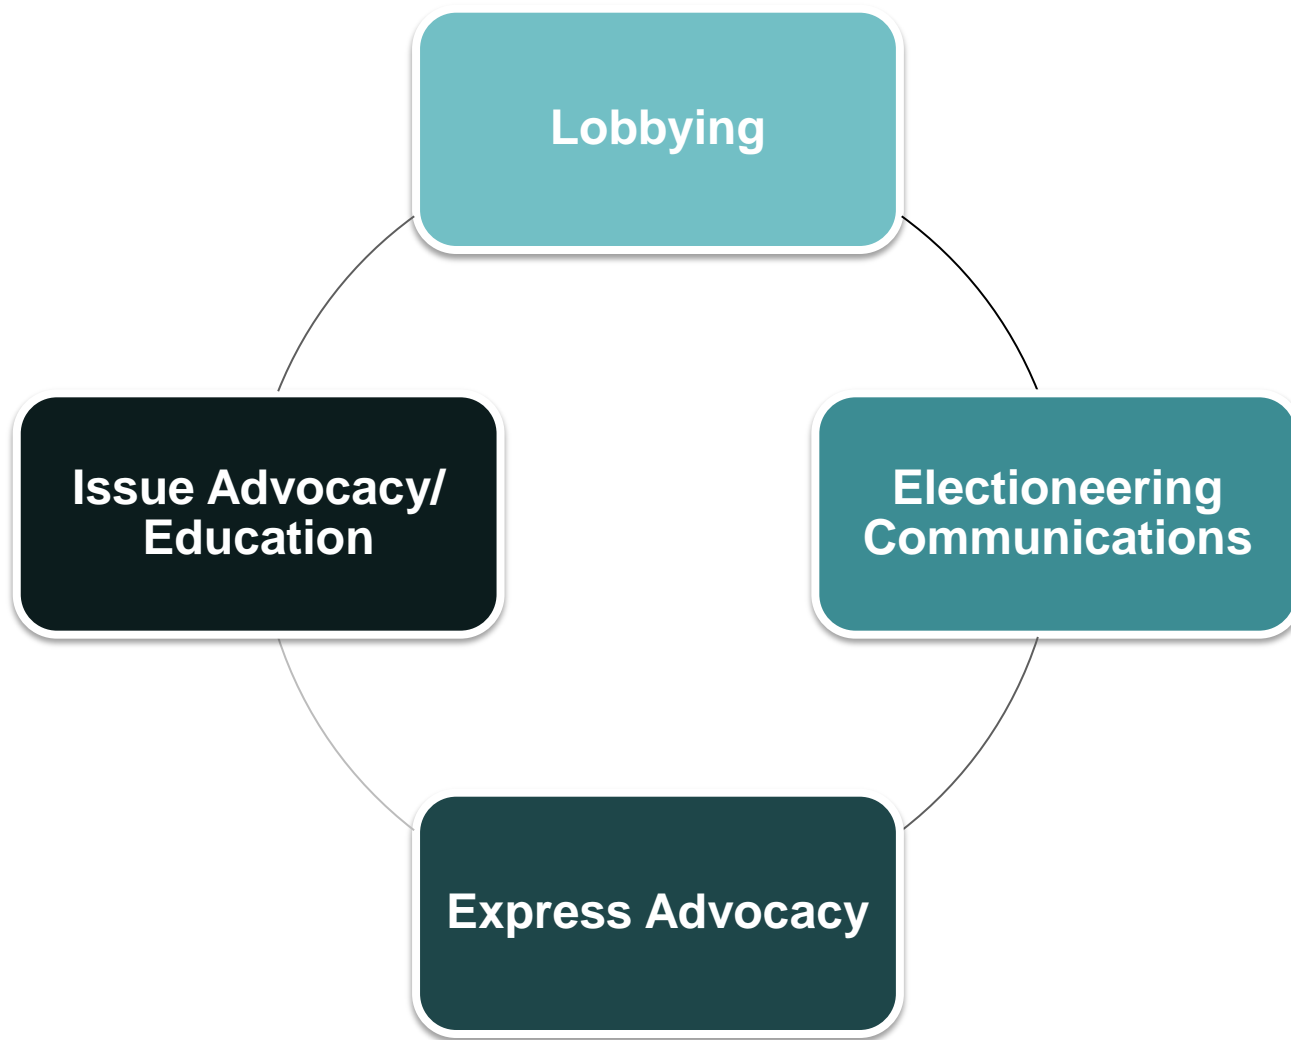 Lobbying
Issue Advocacy/
Education
Electioneering
Communications
Express Advocacy